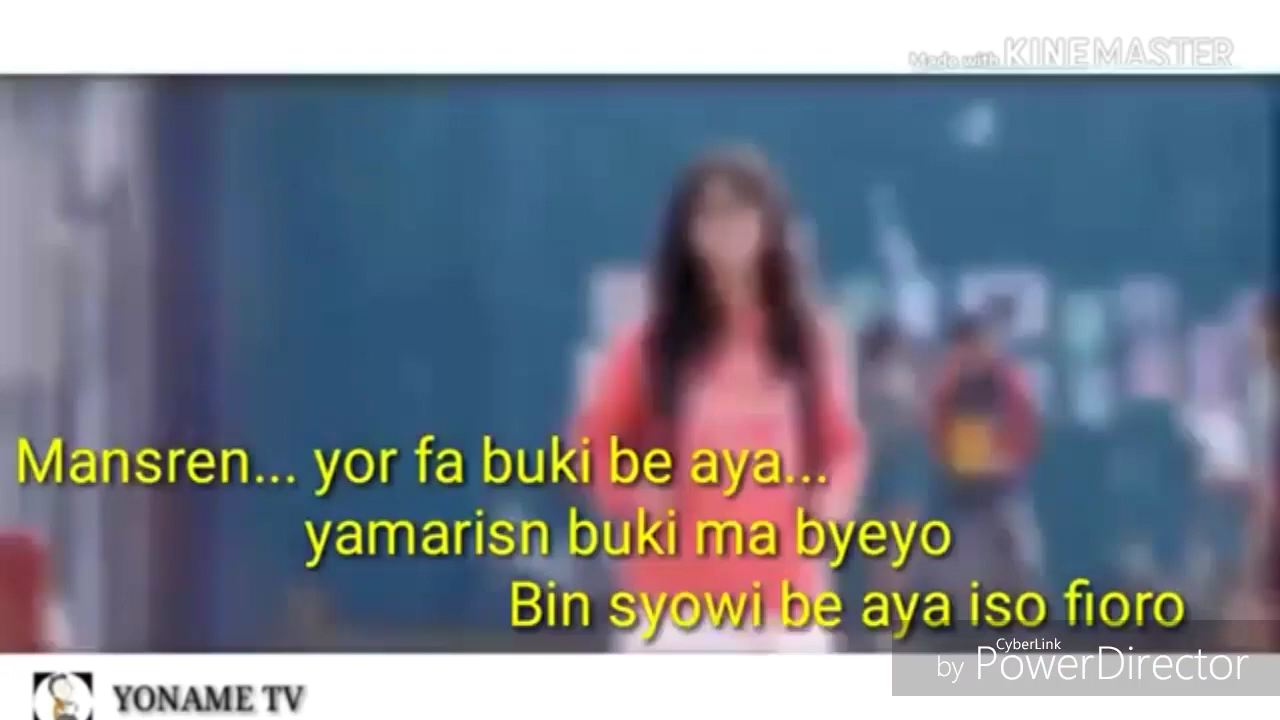 Made with KINEMASTER
Mansren... yor fa buki be aya...
yamarisn buki ma byeyo
Bin syowi be aya iso fioro
CyberLink
by PowerDirector
YONAME TV